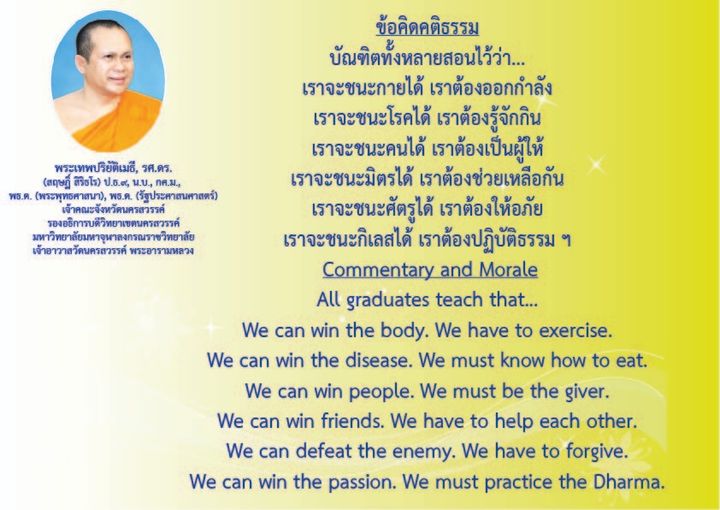 ข้อคิดคติธรรม
บัณฑิตทั้งหลายสอนไว้ว่า...
เราจะชนะกายได้ เราต้องออกกำลัง
เราจะชนะโรคได้ เราต้องรู้จักกิน
เราจะชนะคนได้ เราต้องเป็นผู้ให้
เราจะชนะมิตรได้ เราต้องช่วยเหลือกัน
เราจะชนะศัตรูได้ เราต้องให้อภัย
เราจะชนะกิเลสได้ เราต้องปฏิบัติธรรม ฯ
Commentary and Morale
All graduates teach that...
We can win the body. We have to exercise.
We can win the disease. We must know how to eat.
We can win people. We must be the giver.
We can win friends. We have to help each other.
We can defeat the enemy. We have to forgive.
We can win the passion. We must practice the Dharma.
พระเทพปริยัติเมธี, รศ.ดร.
(สฤษฎิ์ สิริธโร) ป.ธ.๙, น.บ., กศ.ม.,
พธ.ด. (พระพุทธศาสนา), พธ.ด. (รัฐประศาสนศาสตร์)
เจ้าคณะจังหวัดนครสวรรค์
รองอธิการบดีวิทยาเขตนครสวรรค์
มหาวิทยาลัยมหาจุฬาลงกรณราชวิทยาลัย
เจ้าอาวาสวัดนครสวรรค์ พระอารามหลวง